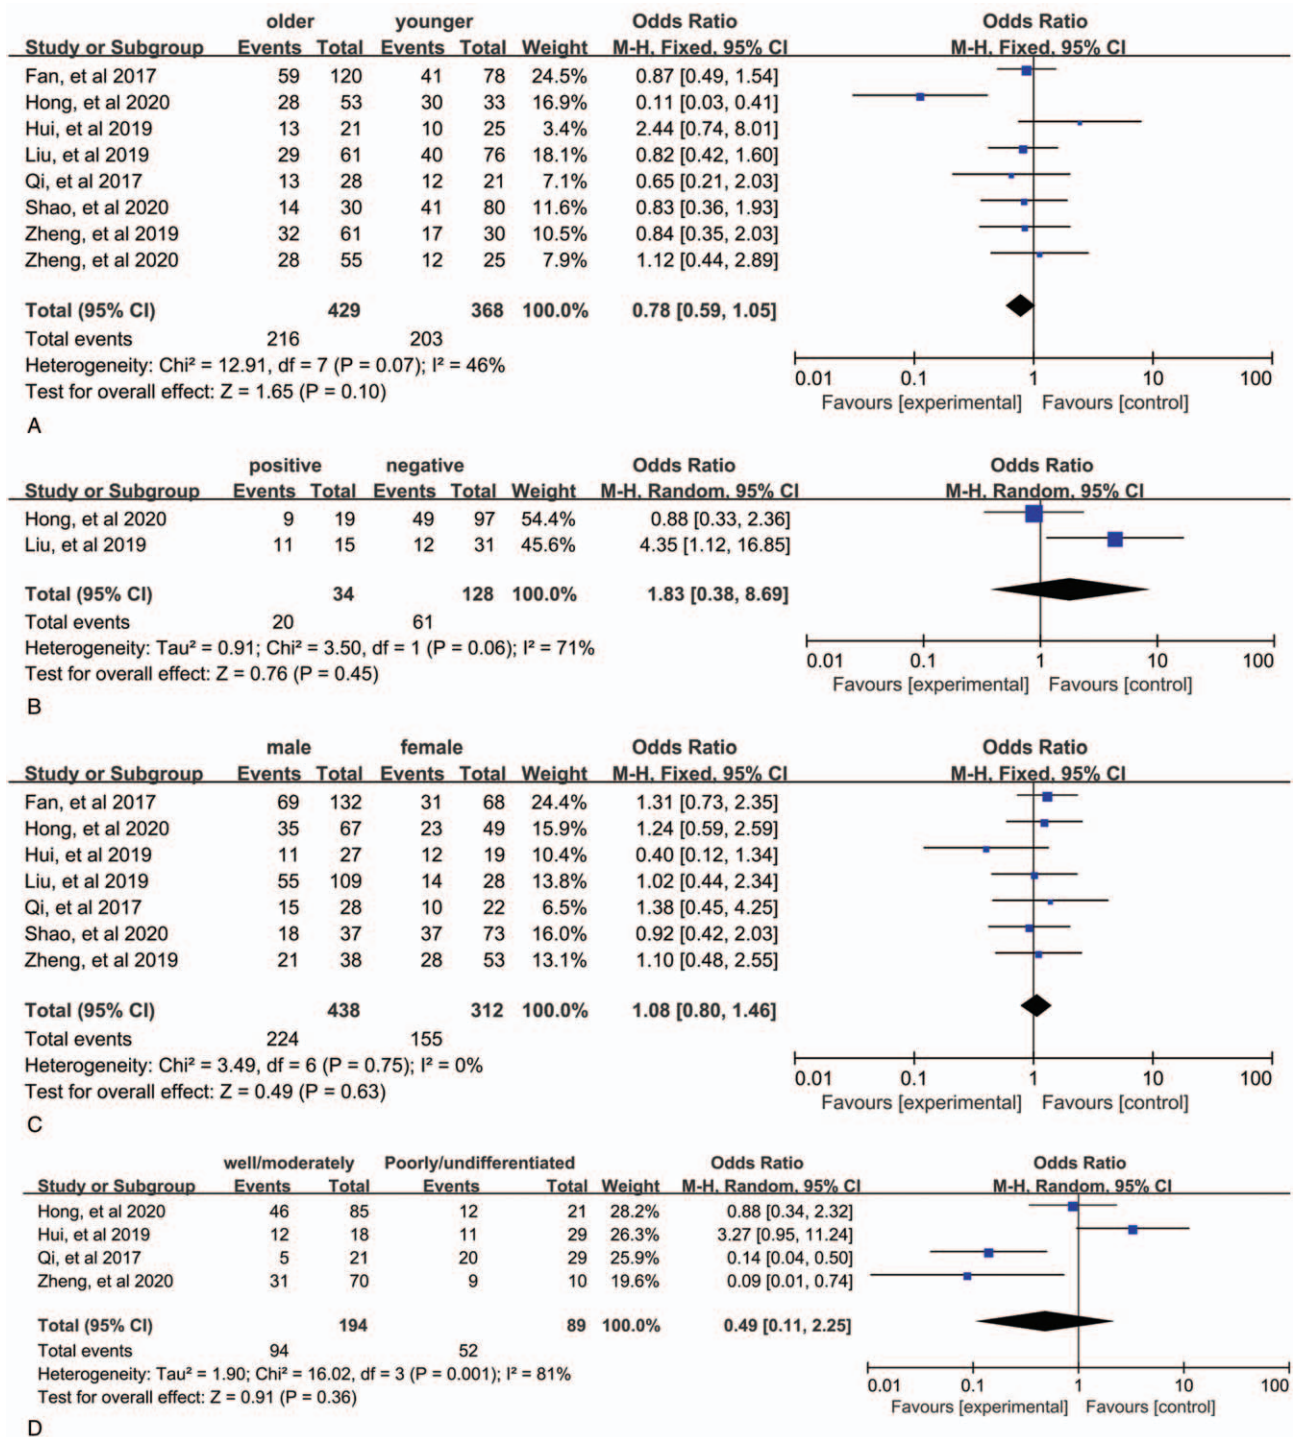 older younger Odds Ratio Odds Ratio
Study or Subgroup Events Total Events Total Weight M-H, Fixed, 95% CI M-H, Fixed, 95% CI
Fan, et al 2017 59 120 41 78 24.5% 0.87 [0.49, 1.54]
Hong, et al 2020 28 53 30 33 16.9% 0.11 [0.03, 0.41]
Hui, et al 2019 13 21 10 25 3.4% 2.44 [0.74, 8.01]
Liu, et al 2019 29 61 40 76 18.1% 0.82 [0.42, 1.60]
Qi, et al 2017 13 28 12 21 7.1% 0.65 [0.21, 2.03]
Shao, et al 2020 14 30 41 80 11.6% 0.83 [0.36, 1.93]
Zheng, et al 2019 32 61 17 30 10.5% 0.84 [0.35, 2.03]
Zheng, et al 2020 28 55 12 25 7.9% 1.12 [0.44, 2.89]
Total (95% CI) 429 368 100.0% 0.78 [0.59, 1.05]
Total events 216 203
Heterogeneity: Chi² = 12.91, df = 7 (P = 0.07); I² = 46%
Test for overall effect: Z = 1.65 (P = 0.10)
0.01 0.1 1 10 100
Favours [experimental] Favours [control]
A
positive negative Odds Ratio Odds Ratio
Study or Subgroup Events Total Events Total Weight M-H, Random, 95% CI M-H, Random, 95% CI
Hong, et al 2020 9 19 49 97 54.4% 0.88 [0.33, 2.36]
Liu, et al 2019 11 15 12 31 45.6% 4.35 [1.12, 16.85]
Total (95% CI) 34 128 100.0% 1.83 [0.38, 8.69]
Total events 20 61
Heterogeneity: Tau² = 0.91; Chi² = 3.50, df = 1 (P = 0.06); I² = 71%
Test for overall effect: Z = 0.76 (P = 0.45)
0.01 0.1 1 10 100
Favours [experimental] Favours [control]
B
male female Odds Ratio Odds Ratio
Study or Subgroup Events Total Events Total Weight M-H, Fixed, 95% CI M-H, Fixed, 95% CI
Fan, et al 2017 69 132 31 68 24.4% 1.31 [0.73, 2.35]
Hong, et al 2020 35 67 23 49 15.9% 1.24 [0.59, 2.59]
Hui, et al 2019 11 27 12 19 10.4% 0.40 [0.12, 1.34]
Liu, et al 2019 55 109 14 28 13.8% 1.02 [0.44, 2.34]
Qi, et al 2017 15 28 10 22 6.5% 1.38 [0.45, 4.25]
Shao, et al 2020 18 37 37 73 16.0% 0.92 [0.42, 2.03]
Zheng, et al 2019 21 38 28 53 13.1% 1.10 [0.48, 2.55]
Total (95% CI) 438 312 100.0% 1.08 [0.80, 1.46]
Total events 224 155
Heterogeneity: Chi² = 3.49, df = 6 (P = 0.75); I² = 0%
Test for overall effect: Z = 0.49 (P = 0.63)
0.01 0.1 1 10 100
Favours [experimental] Favours [control]
C
well/moderately Poorly/undifferentiated Odds Ratio Odds Ratio
Study or Subgroup Events Total Events Total Weight M-H, Random, 95% CI M-H, Random, 95% CI
Hong, et al 2020 46 85 12 21 28.2% 0.88 [0.34, 2.32]
Hui, et al 2019 12 18 11 29 26.3% 3.27 [0.95, 11.24]
Qi, et al 2017 5 21 20 29 25.9% 0.14 [0.04, 0.50]
Zheng, et al 2020 31 70 9 10 19.6% 0.09 [0.01, 0.74]
Total (95% CI) 194 89 100.0% 0.49 [0.11, 2.25]
Total events 94 52
Heterogeneity: Tau² = 1.90; Chi² = 16.02, df = 3 (P = 0.001); I² = 81%
Test for overall effect: Z = 0.91 (P = 0.36)
0.01 0.1 1 10 100
Favours [experimental] Favours [control]
D